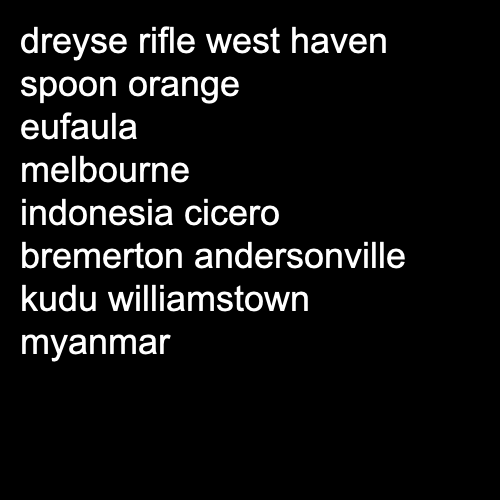 dreyse rifle west haven
spoon orange
eufaula
melbourne
indonesia cicero
bremerton andersonville
kudu williamstown
myanmar